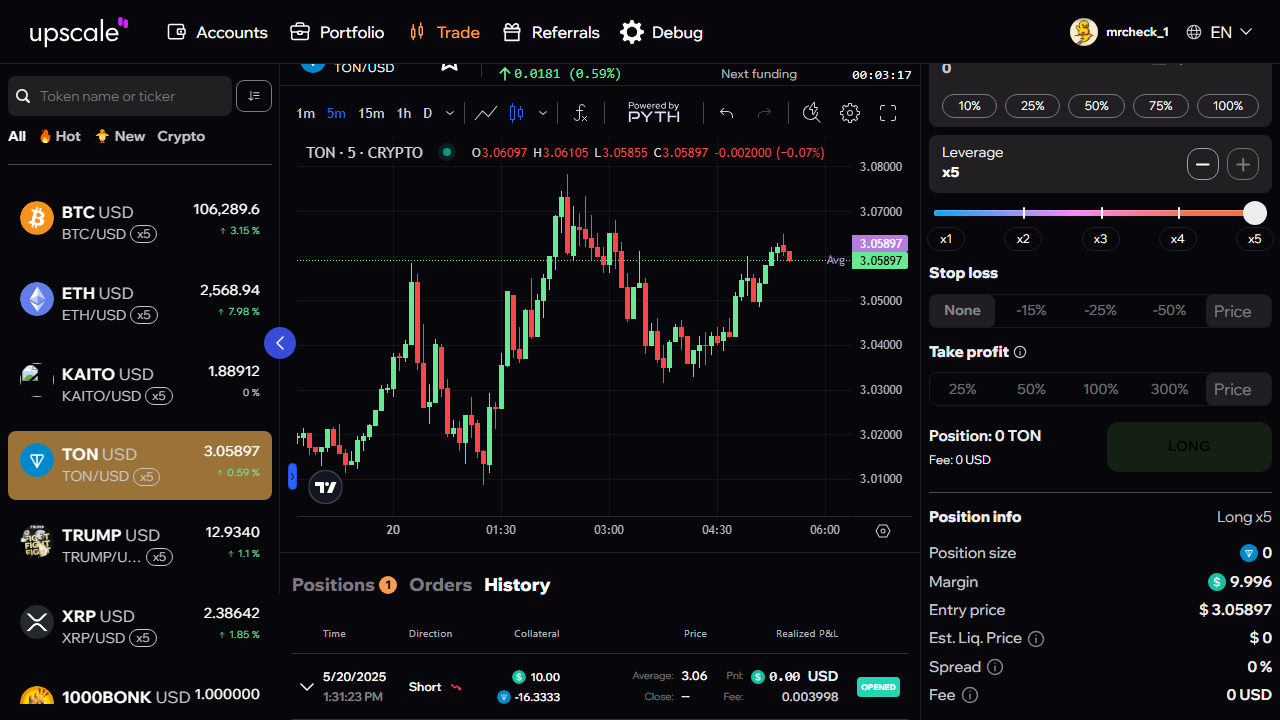 upscale
Accounts
Portfolio
Trade
Referrals
Debug
mrcheck_1
EN
Token name or ticker
All
Hot
New
Crypto
BTC USD
106,289.6
BTC/USD x5
↑ 3.15 %
ETH USD
2,568.94
ETH/USD x5
↑ 7.98 %
KAITO USD
1.88912
KAITO/USD x5
0 %
TON USD
3.05897
TON/USD x5
↑ 0.59 %
TRUMP USD
12.9340
TRUMP/U... x5
↑ 1.1 %
XRP USD
2.38642
XRP/USD x5
↑ 1.85 %
1000BONK USD 1.000000
TON/USD
↑ 0.0181 (0.59%)
Next funding
00:03:17
1m 5m 15m 1h D
Powered by
PYTH
TON · 5 · CRYPTO
O3.06097 H3.06105 L3.05855 C3.05897 -0.002000 (-0.07%)
3.08000
3.07000
3.05897
Avg 3.05897
3.05000
3.04000
3.03000
3.02000
3.01000
20 01:30 03:00 04:30 06:00
Positions 1 Orders History
Time Direction Collateral Price Realized P&L
5/20/2025
1:31:23 PM
Short
10.00
-16.3333
Average: 3.06
Close: --
Pnl: 0.00 USD
Fee: 0.003998
OPENED
0
10% 25% 50% 75% 100%
Leverage
x5
x1 x2 x3 x4 x5
Stop loss
None -15% -25% -50% Price
Take profit
25% 50% 100% 300% Price
Position: 0 TON
Fee: 0 USD
LONG
Position info Long x5
Position size 0
Margin 9.996
Entry price $ 3.05897
Est. Liq. Price $ 0
Spread 0 %
Fee 0 USD